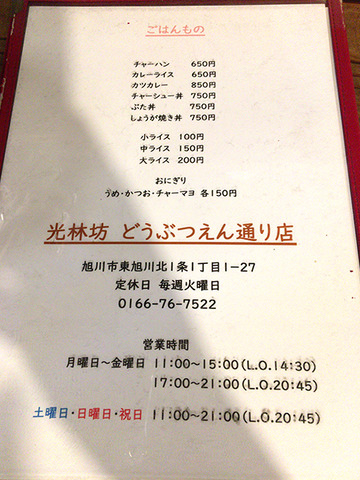 ごはんもの
チャーハン 650円
カレーライス 650円
カツカレー 850円
チャーシュー丼 750円
ぶた丼 750円
しょうが焼き丼 750円
小ライス 100円
中ライス 150円
大ライス 200円
おにぎり
うめ・かつお・チャーマヨ 各150円
光林坊 どうぶつえん通り店
旭川市東旭川北1条1丁目1-27
定休日 毎週火曜日
0166-76-7522
営業時間
月曜日～金曜日 11:00～15:00(L.O.14:30)
17:00～21:00(L.O.20:45)
土曜日・日曜日・祝日 11:00～21:00(L.O.20:45)